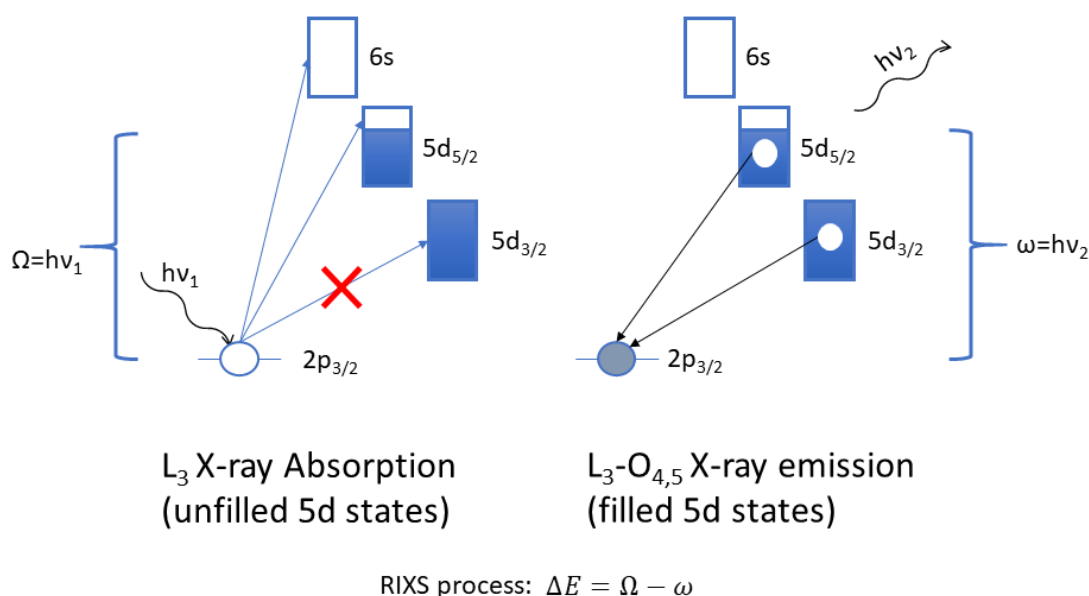 6s
5d5/2
5d3/2
Ω=hν1
hν1
2p3/2
L3 X-ray Absorption
(unfilled 5d states)
hν2
6s
5d5/2
5d3/2
ω=hν2
2p3/2
L3-O4,5 X-ray emission
(filled 5d states)
RIXS process: ΔE = Ω − ω